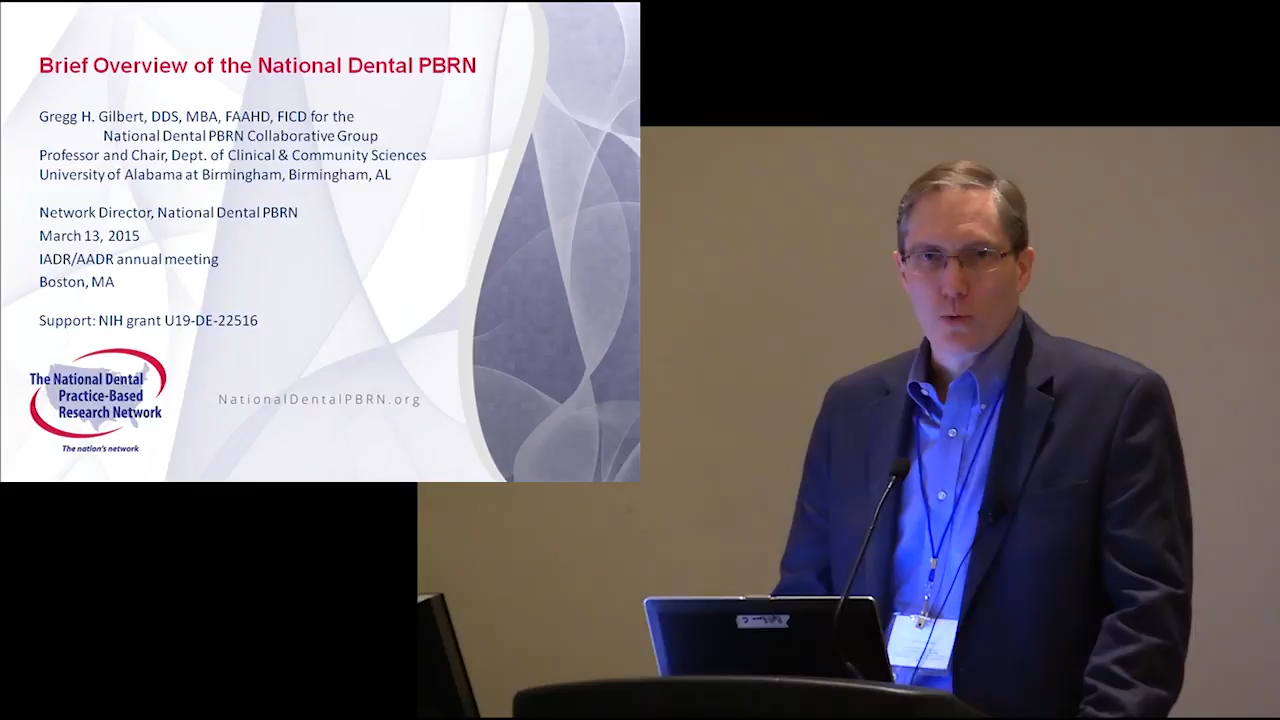 Brief Overview of the National Dental PBRN
Gregg H. Gilbert, DDS, MBA, FAAHD, FICD for the
National Dental PBRN Collaborative Group
Professor and Chair, Dept. of Clinical & Community Sciences
University of Alabama at Birmingham, Birmingham, AL
Network Director, National Dental PBRN
March 13, 2015
IADR/AADR annual meeting
Boston, MA
Support: NIH grant U19-DE-22516
The National Dental
Practice-Based
Research Network
The nation's network
NationalDentalPBRN.org